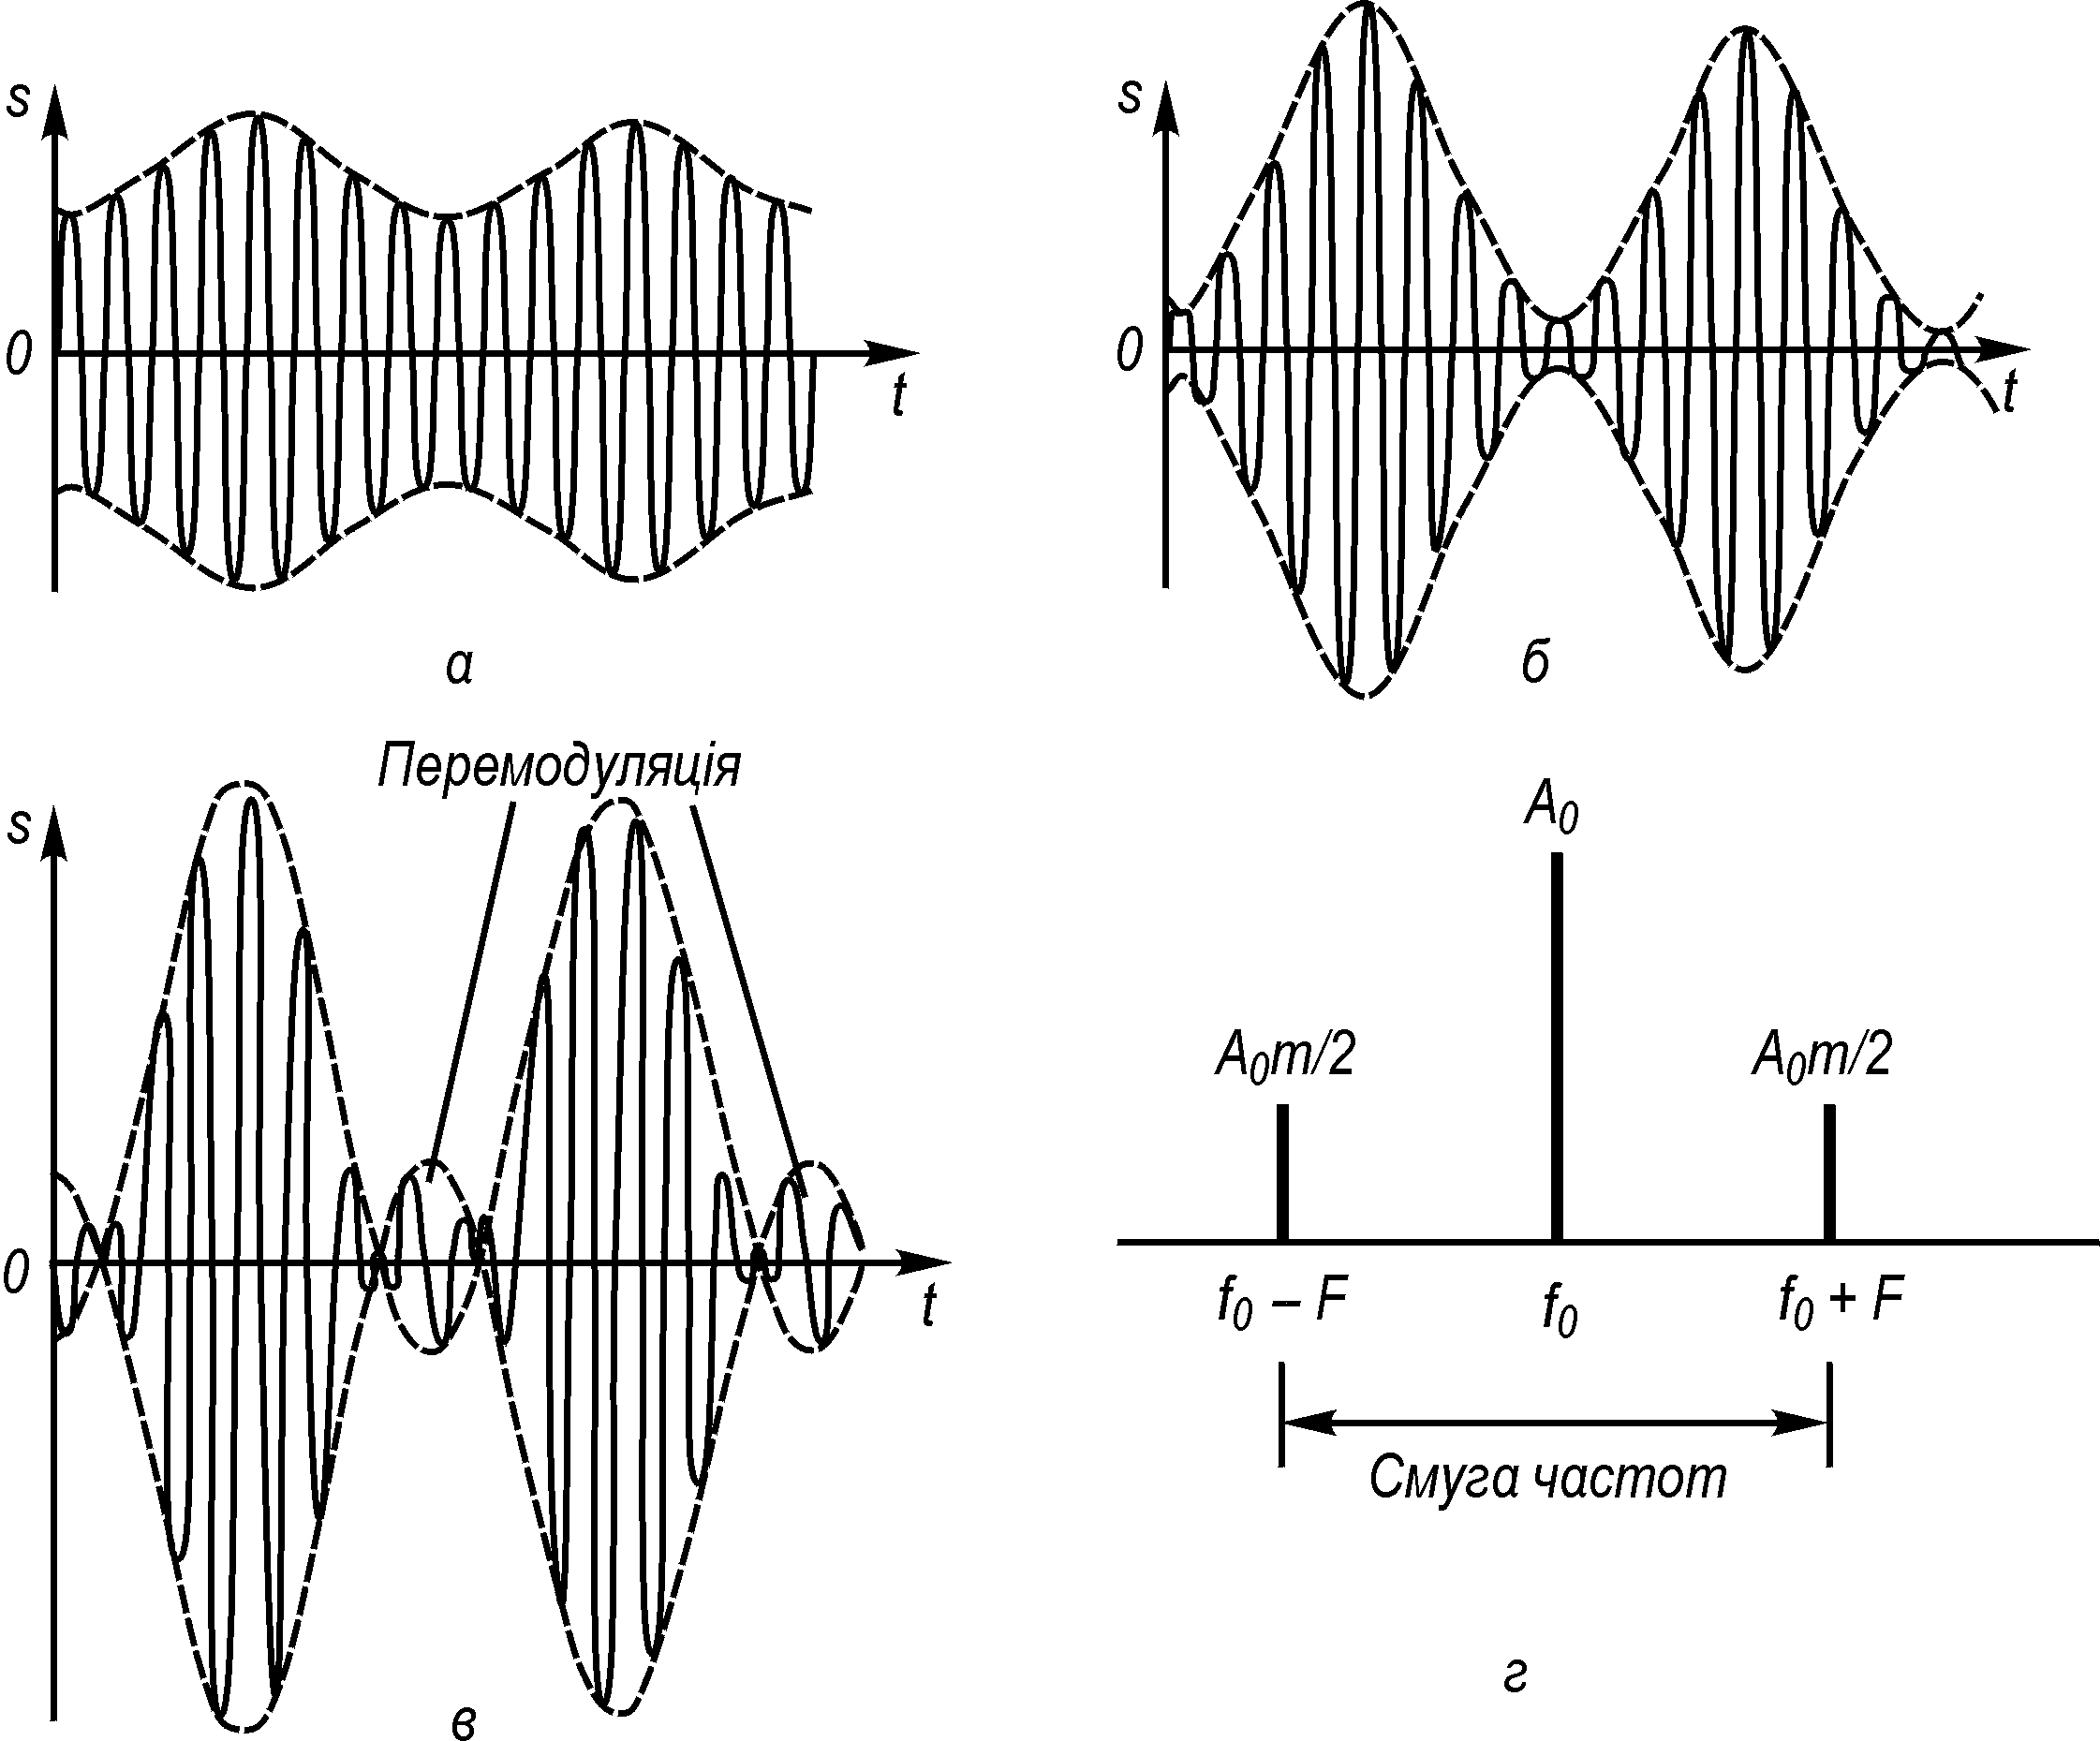 s
0
t
а
s
0
t
б
Перемодуляція
s
0
t
в
A₀
A₀m/2 A₀m/2
f₀ – F f₀ f₀ + F
Смуга частот
г